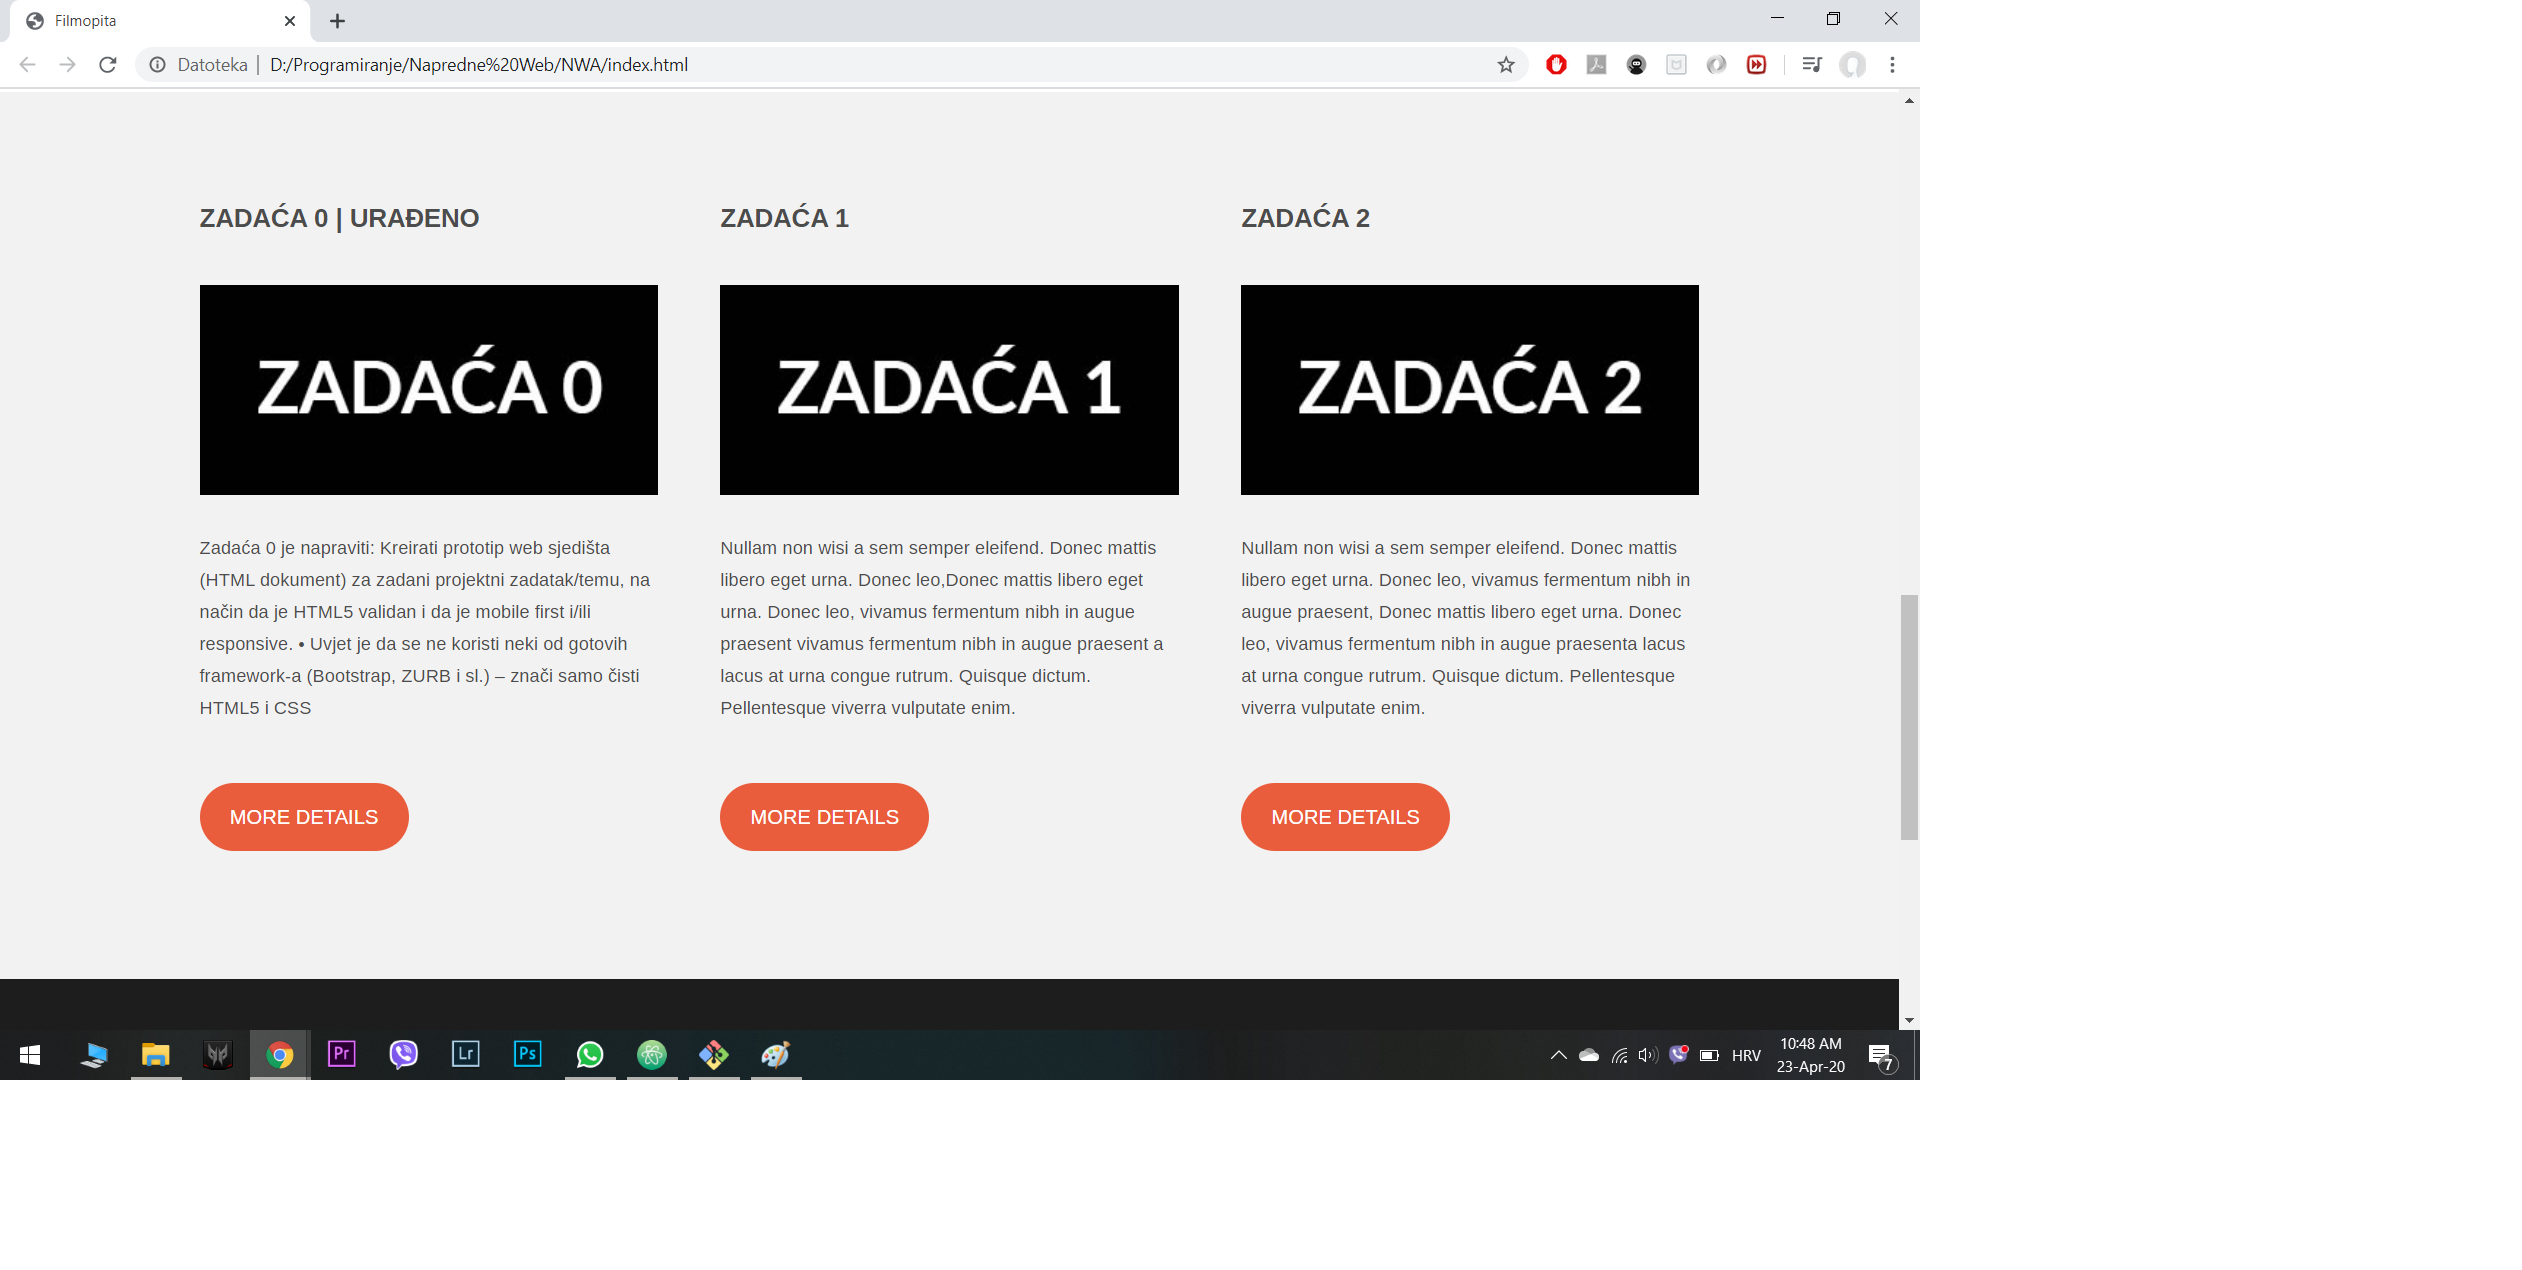 Filmopita
Datoteka | D:/Programiranje/Napredne%20Web/NWA/index.html
ZADAĆA 0 | URAĐENO
ZADAĆA 0
Zadaća 0 je napraviti: Kreirati prototip web sjedišta
(HTML dokument) za zadani projektni zadatak/temu, na
način da je HTML5 validan i da je mobile first i/ili
responsive. • Uvjet je da se ne koristi neki od gotovih
framework-a (Bootstrap, ZURB i sl.) – znači samo čisti
HTML5 i CSS
MORE DETAILS
ZADAĆA 1
ZADAĆA 1
Nullam non wisi a sem semper eleifend. Donec mattis
libero eget urna. Donec leo,Donec mattis libero eget
urna. Donec leo, vivamus fermentum nibh in augue
praesent vivamus fermentum nibh in augue praesent a
lacus at urna congue rutrum. Quisque dictum.
Pellentesque viverra vulputate enim.
MORE DETAILS
ZADAĆA 2
ZADAĆA 2
Nullam non wisi a sem semper eleifend. Donec mattis
libero eget urna. Donec leo, vivamus fermentum nibh in
augue praesent, Donec mattis libero eget urna. Donec
leo, vivamus fermentum nibh in augue praesenta lacus
at urna congue rutrum. Quisque dictum. Pellentesque
viverra vulputate enim.
MORE DETAILS
Pr
Lr
Ps
HRV
10:48 AM
23-Apr-20
7